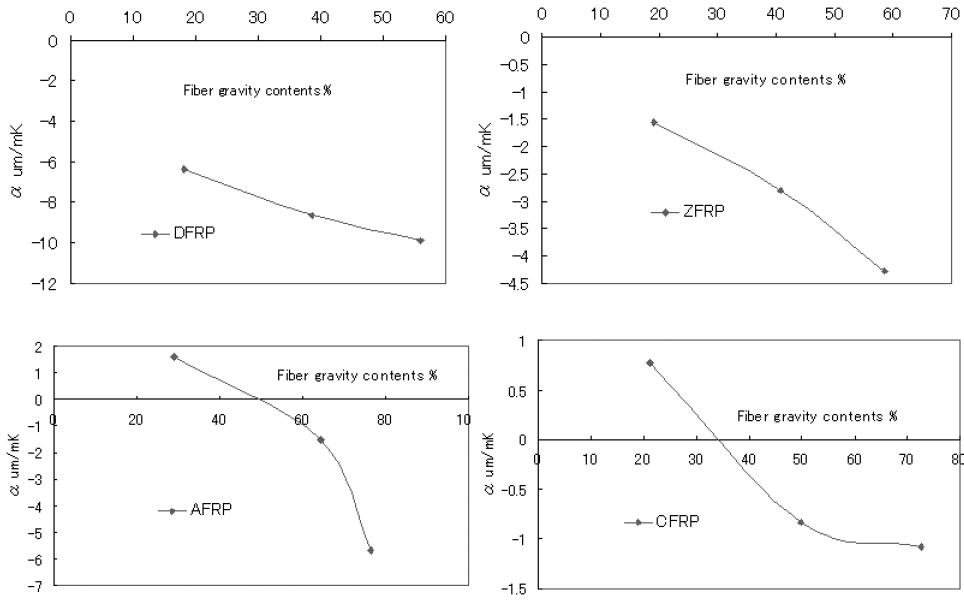 0 10 20 30 40 50 60
0
-2
-4
-6
-8
-10
-12
α um/mK
Fiber gravity contents %
DFRP
0 10 20 30 40 50 60 70
0
-0.5
-1
-1.5
-2
-2.5
-3
-3.5
-4
-4.5
α um/mK
Fiber gravity contents %
ZFRP
2
1
0
-1
-2
-3
-4
-5
-6
-7
0 20 40 60 80 10
α um/mK
Fiber gravity contents %
AFRP
1
0.5
0
-0.5
-1
-1.5
0 10 20 30 40 50 60 70 80
α um/mK
Fiber gravity contents %
CFRP